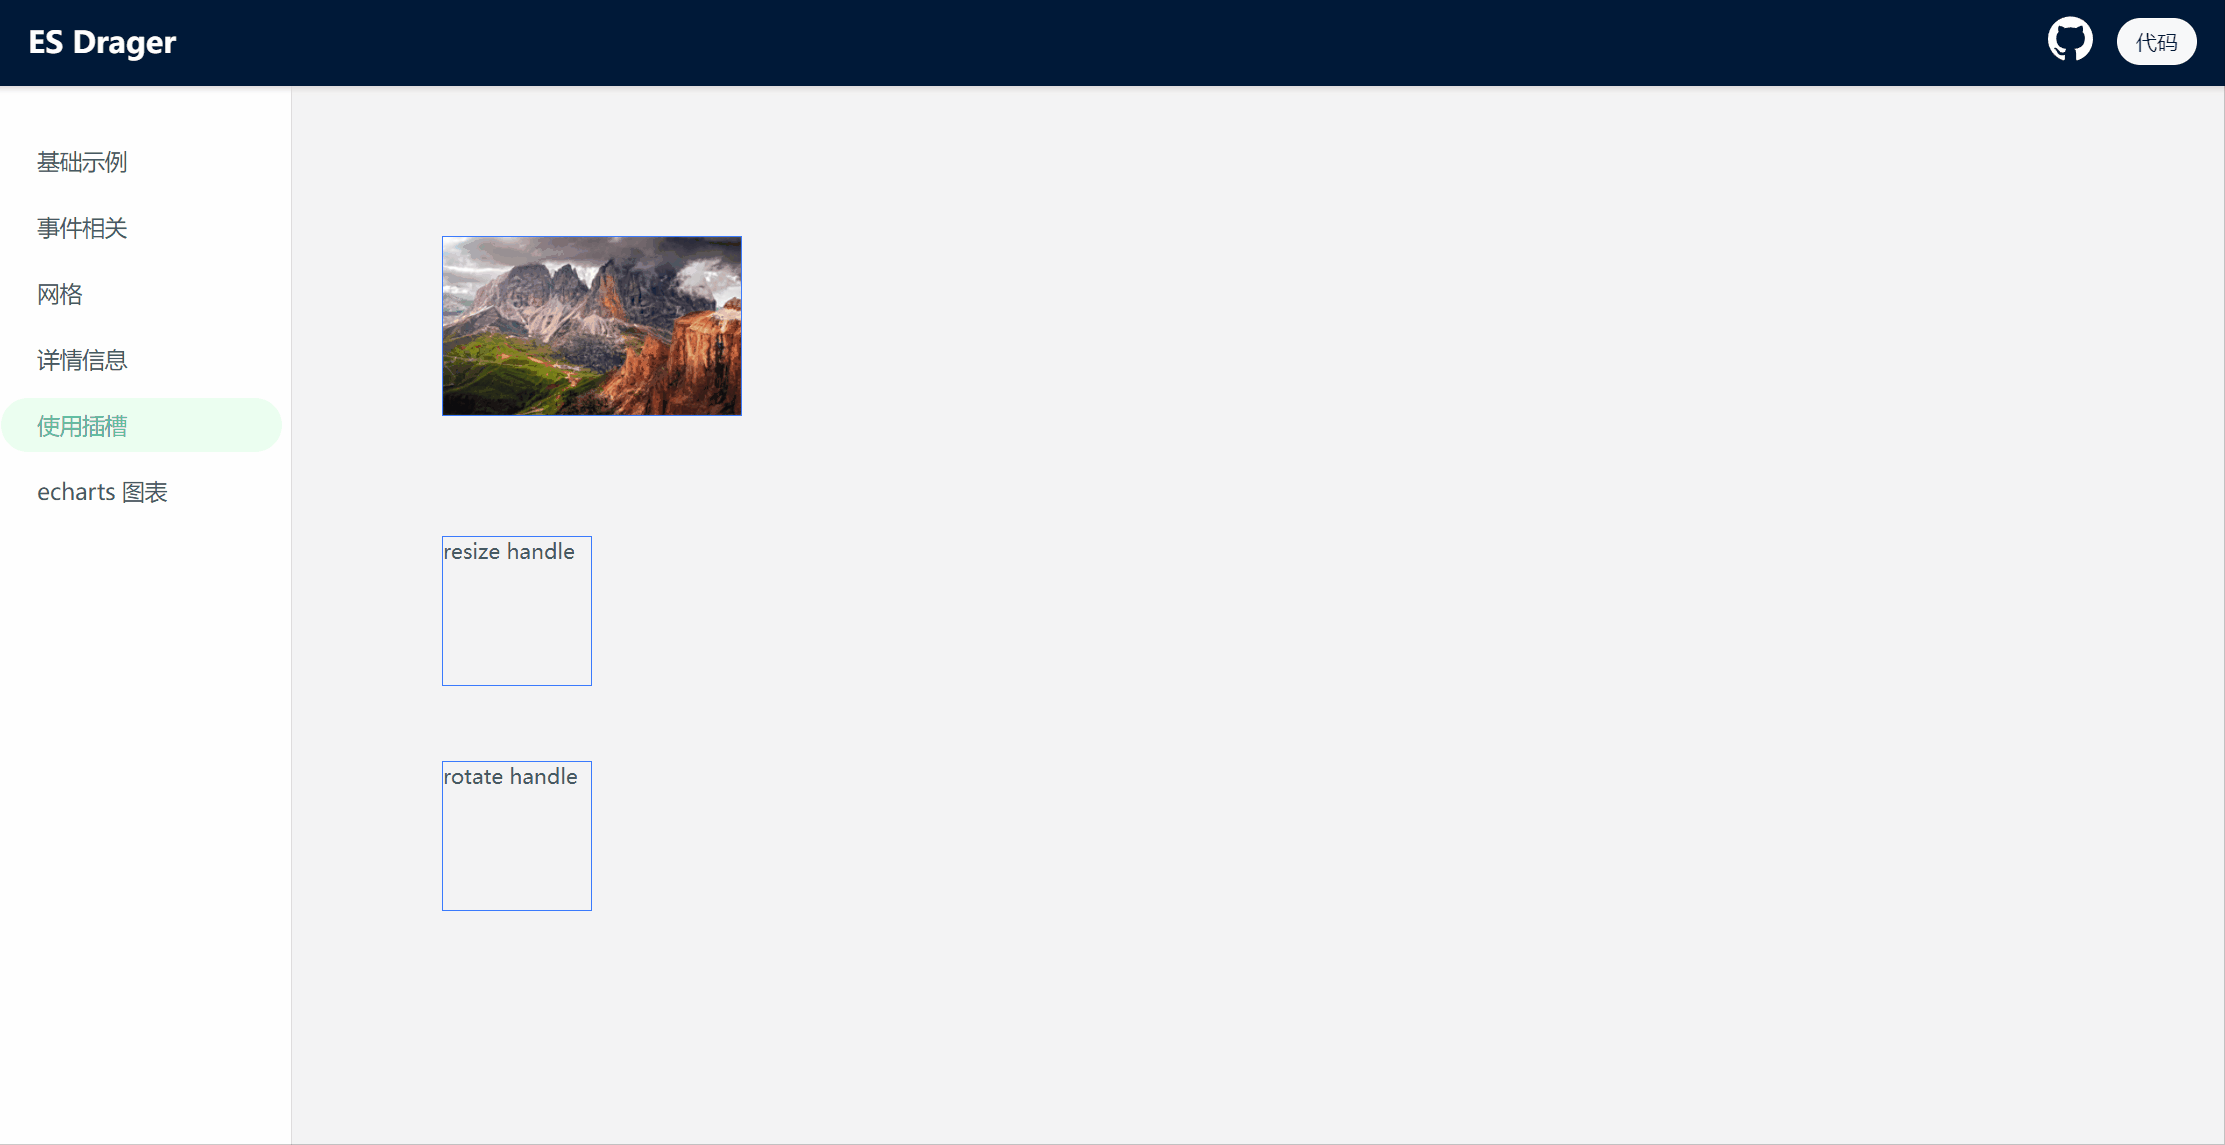 ES Drager
代码
基础示例
事件相关
网格
详情信息
使用插槽
echarts 图表
resize handle
rotate handle